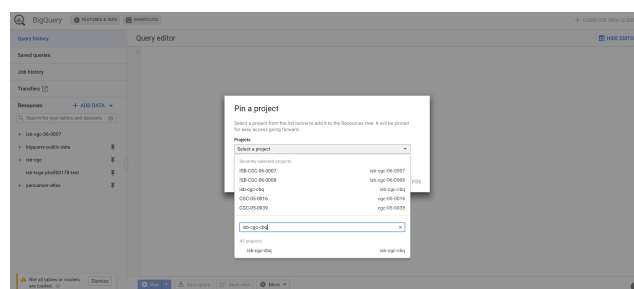 BigQuery
FEATURES & INFO
SHORTCUTS
COMPOSE NEW QUERY
Query history
Query editor
HIDE EDITO
1
Saved queries
Job history
Transfers
Resources
+ ADD DATA
Search for your tables and datasets
isb-cgc-06-0007
bigquery-public-data
isb-cgc
pancancer-atlas
Pin a project
Select a project from the list below to add it to the Resources tree. It will be pinned
for easy access going forward.
Projects
Select a project
Recently selected projects
ISB-CGC-06-0007 isb-cgc-06-0007
ISB-CGC-06-0008 isb-cgc-06-0008
isb-cgc-cbq isb-cgc-cbq
CGC-05-0016 cgc-05-0016
CGC-05-0039 cgc-05-0039
PIN
isb-cgc-cbq
All projects
isb-cgc-cbq isb-cgc-cbq
Not all tables or models
are loaded.
Dismiss
Run
Save query
Save view
More